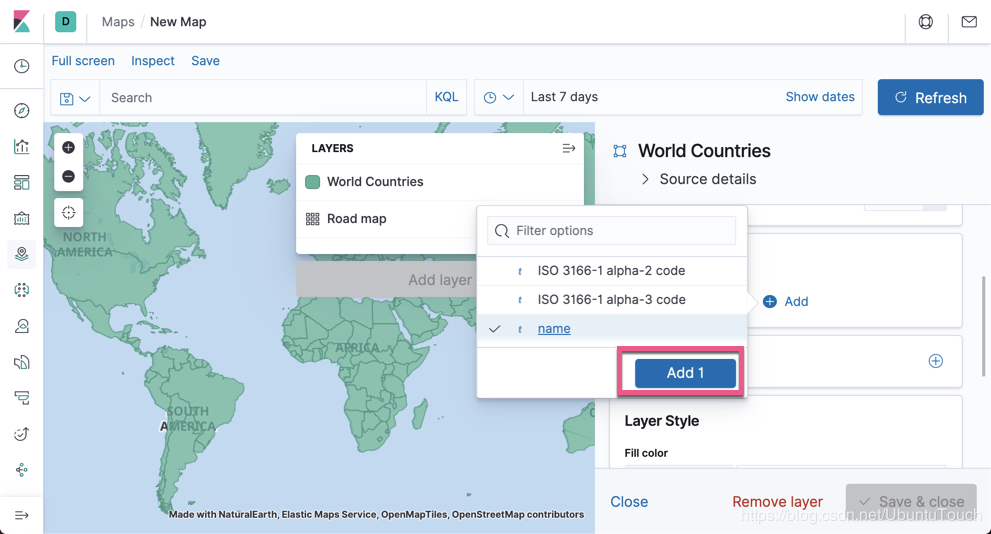 D
Maps / New Map
Full screen Inspect Save
Search KQL Last 7 days Show dates Refresh
LAYERS
World Countries
Road map
Add layer
World Countries
Source details
Filter options
ISO 3166-1 alpha-2 code
ISO 3166-1 alpha-3 code
name
Add 1
Add
Layer Style
Fill color
Close Remove layer Save & close
NORTH
AMERICA
AFRICA
SOUTH
AMERICA
Made with NaturalEarth, Elastic Maps Service, OpenMapTiles, OpenStreetMap contributors
https://blog.csdn.net/UbuntuTouch